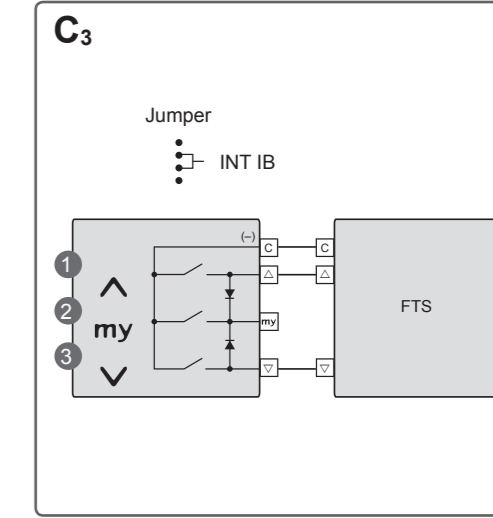 C₃
Jumper
INT IB
(–)
C C
1
△ △
2 my my FTS
3
▽ ▽